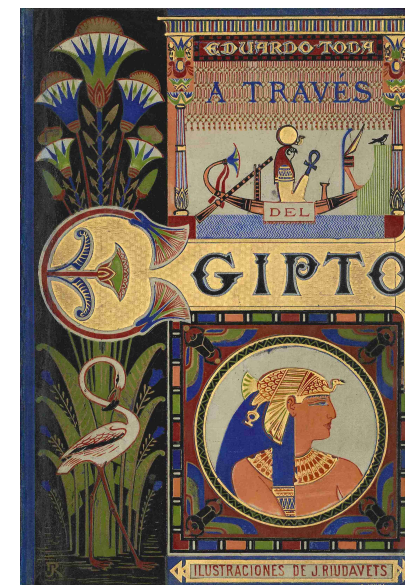 EDUARDO TODA
A TRAVÉS
DEL
EGIPTO
ILUSTRACIONES DE J. RIUDAVETS